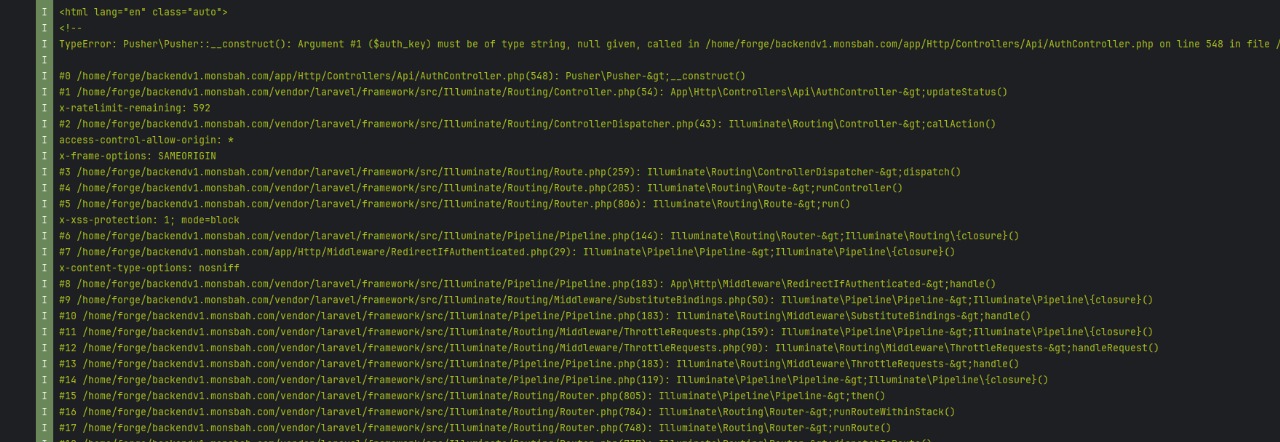 I <html lang="en" class="auto">
I <!--
I TypeError: Pusher\Pusher::__construct(): Argument #1 ($auth_key) must be of type string, null given, called in /home/forge/backendv1.monsbah.com/app/Http/Controllers/Api/AuthController.php on line 548 in file /
I
I #0 /home/forge/backendv1.monsbah.com/app/Http/Controllers/Api/AuthController.php(548): Pusher\Pusher-&gt;__construct()
I #1 /home/forge/backendv1.monsbah.com/vendor/laravel/framework/src/Illuminate/Routing/Controller.php(54): App\Http\Controllers\Api\AuthController-&gt;updateStatus()
I x-ratelimit-remaining: 592
I #2 /home/forge/backendv1.monsbah.com/vendor/laravel/framework/src/Illuminate/Routing/ControllerDispatcher.php(43): Illuminate\Routing\Controller-&gt;callAction()
I access-control-allow-origin: *
I x-frame-options: SAMEORIGIN
I #3 /home/forge/backendv1.monsbah.com/vendor/laravel/framework/src/Illuminate/Routing/Route.php(259): Illuminate\Routing\ControllerDispatcher-&gt;dispatch()
I #4 /home/forge/backendv1.monsbah.com/vendor/laravel/framework/src/Illuminate/Routing/Route.php(205): Illuminate\Routing\Route-&gt;runController()
I #5 /home/forge/backendv1.monsbah.com/vendor/laravel/framework/src/Illuminate/Routing/Router.php(806): Illuminate\Routing\Route-&gt;run()
I x-xss-protection: 1; mode=block
I #6 /home/forge/backendv1.monsbah.com/vendor/laravel/framework/src/Illuminate/Pipeline/Pipeline.php(144): Illuminate\Routing\Router-&gt;Illuminate\Routing\{closure}()
I #7 /home/forge/backendv1.monsbah.com/app/Http/Middleware/RedirectIfAuthenticated.php(29): Illuminate\Pipeline\Pipeline-&gt;Illuminate\Pipeline\{closure}()
I x-content-type-options: nosniff
I #8 /home/forge/backendv1.monsbah.com/vendor/laravel/framework/src/Illuminate/Pipeline/Pipeline.php(183): App\Http\Middleware\RedirectIfAuthenticated-&gt;handle()
I #9 /home/forge/backendv1.monsbah.com/vendor/laravel/framework/src/Illuminate/Routing/Middleware/SubstituteBindings.php(50): Illuminate\Pipeline\Pipeline-&gt;Illuminate\Pipeline\{closure}()
I #10 /home/forge/backendv1.monsbah.com/vendor/laravel/framework/src/Illuminate/Pipeline/Pipeline.php(183): Illuminate\Routing\Middleware\SubstituteBindings-&gt;handle()
I #11 /home/forge/backendv1.monsbah.com/vendor/laravel/framework/src/Illuminate/Routing/Middleware/ThrottleRequests.php(159): Illuminate\Pipeline\Pipeline-&gt;Illuminate\Pipeline\{closure}()
I #12 /home/forge/backendv1.monsbah.com/vendor/laravel/framework/src/Illuminate/Routing/Middleware/ThrottleRequests.php(90): Illuminate\Routing\Middleware\ThrottleRequests-&gt;handleRequest()
I #13 /home/forge/backendv1.monsbah.com/vendor/laravel/framework/src/Illuminate/Pipeline/Pipeline.php(183): Illuminate\Routing\Middleware\ThrottleRequests-&gt;handle()
I #14 /home/forge/backendv1.monsbah.com/vendor/laravel/framework/src/Illuminate/Pipeline/Pipeline.php(119): Illuminate\Pipeline\Pipeline-&gt;Illuminate\Pipeline\{closure}()
I #15 /home/forge/backendv1.monsbah.com/vendor/laravel/framework/src/Illuminate/Routing/Router.php(805): Illuminate\Pipeline\Pipeline-&gt;then()
I #16 /home/forge/backendv1.monsbah.com/vendor/laravel/framework/src/Illuminate/Routing/Router.php(784): Illuminate\Routing\Router-&gt;runRouteWithinStack()
I #17 /home/forge/backendv1.monsbah.com/vendor/laravel/framework/src/Illuminate/Routing/Router.php(748): Illuminate\Routing\Router-&gt;runRoute()